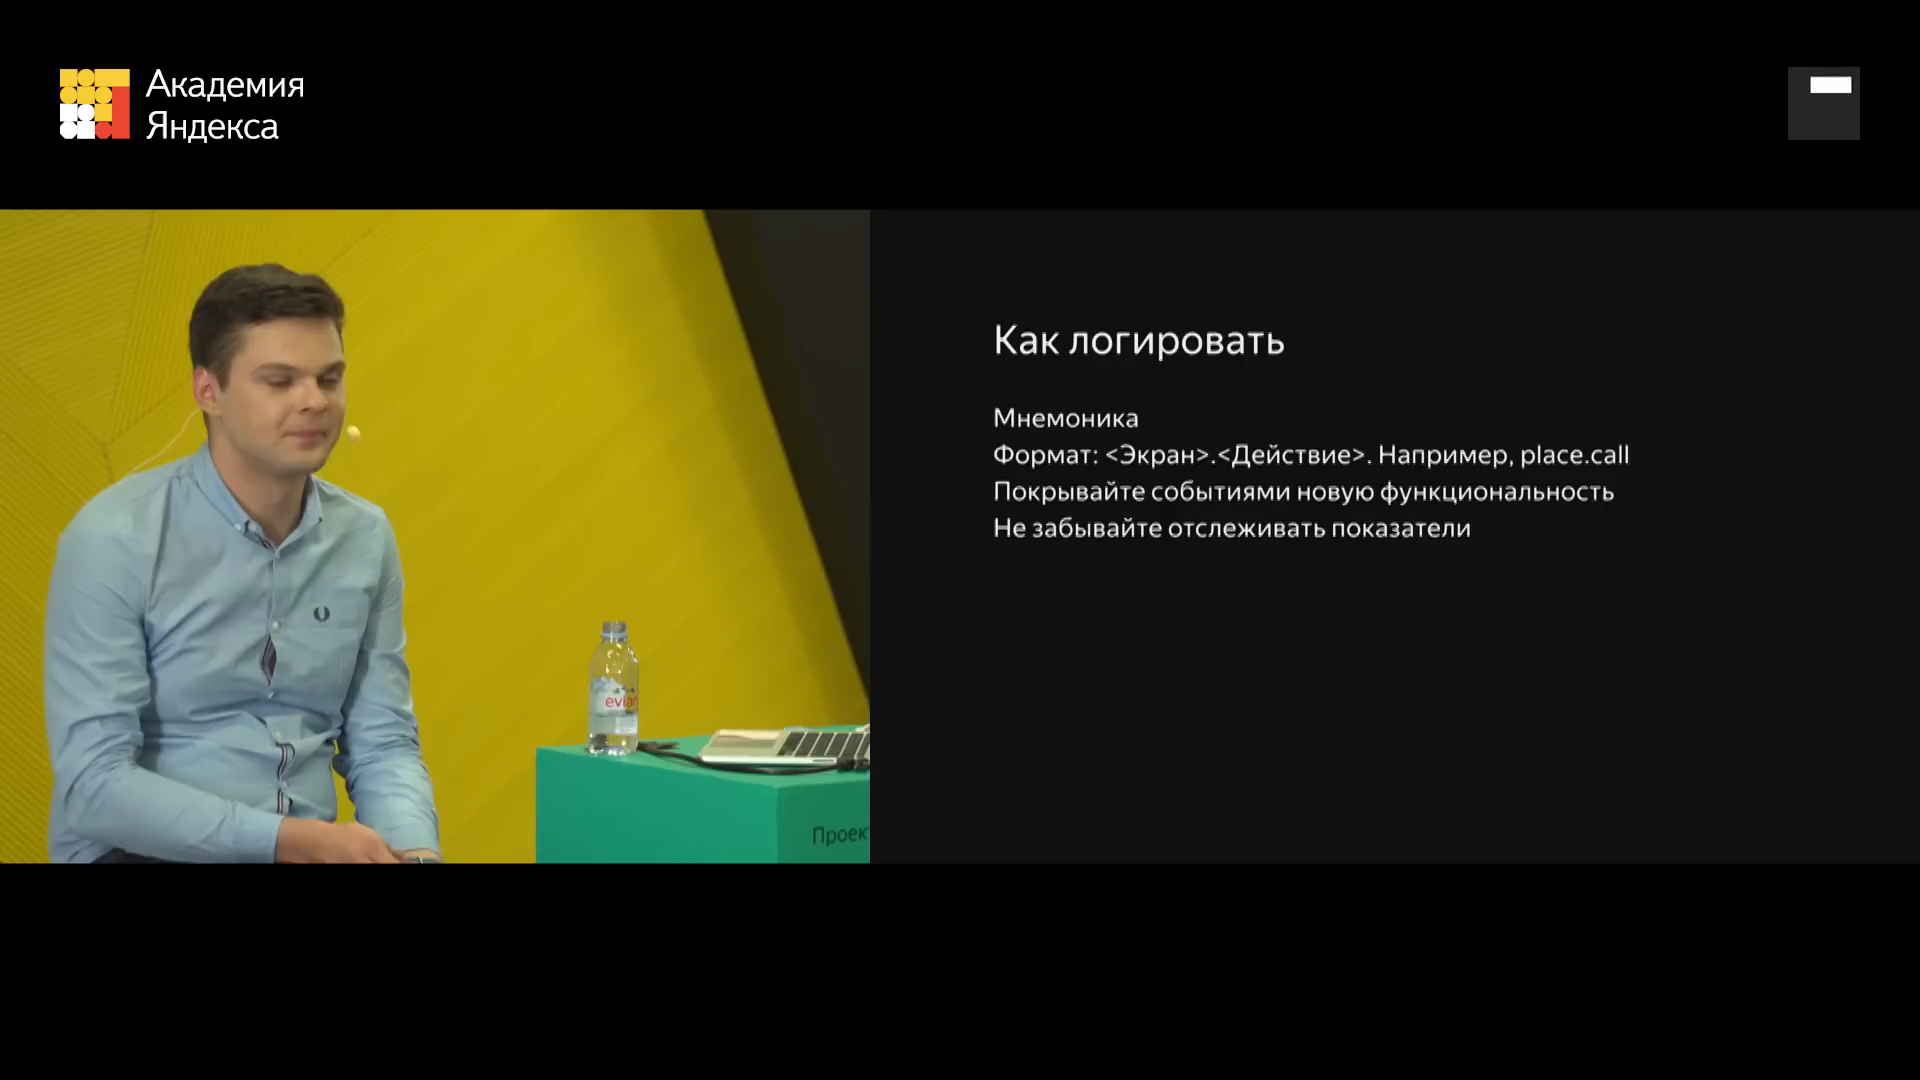 Академия
Яндекса
Как логировать
Мнемоника
Формат: <Экран>.<Действие>. Например, place.call
Покрывайте событиями новую функциональность
Не забывайте отслеживать показатели
evian
Проек